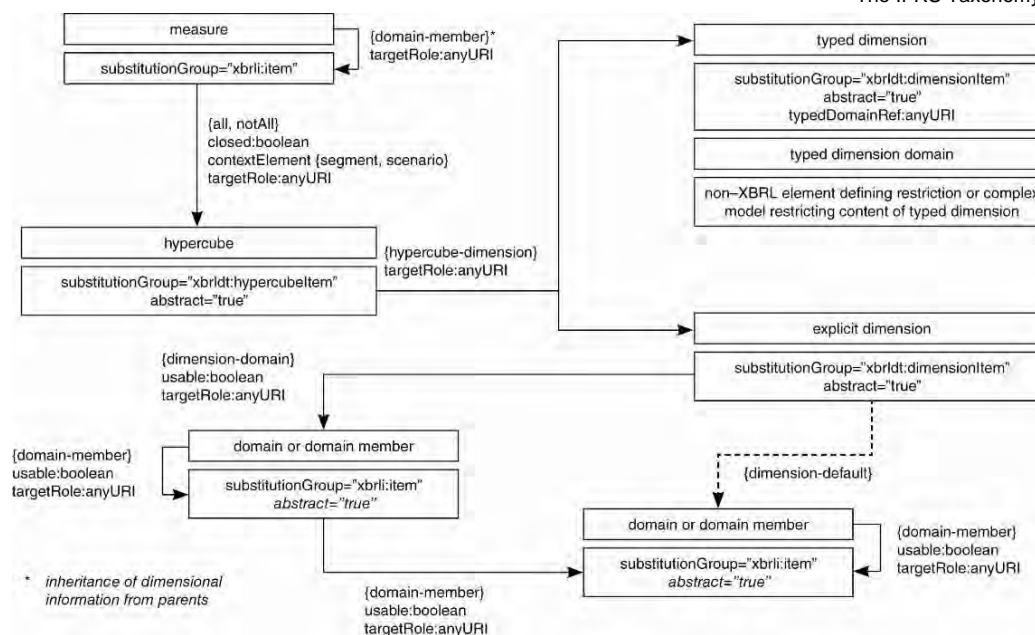 The IFRS Taxonomy
measure
substitutionGroup="xbrli:item"
{domain-member}*
targetRole:anyURI
typed dimension
substitutionGroup="xbrldt:dimensionItem"
abstract="true"
typedDomainRef:anyURI
{all, notAll}
closed:boolean
contextElement {segment, scenario}
targetRole:anyURI
typed dimension domain
non–XBRL element defining restriction or complex
model restricting content of typed dimension
hypercube
substitutionGroup="xbrldt:hypercubeItem"
abstract="true"
{hypercube-dimension}
targetRole:anyURI
explicit dimension
substitutionGroup="xbrldt:dimensionItem"
abstract="true"
{dimension-domain}
usable:boolean
targetRole:anyURI
domain or domain member
substitutionGroup="xbrli:item"
abstract="true"
{domain-member}
usable:boolean
targetRole:anyURI
{dimension-default}
domain or domain member
substitutionGroup="xbrli:item"
abstract="true"
{domain-member}
usable:boolean
targetRole:anyURI
* inheritance of dimensional
information from parents
{domain-member}
usable:boolean
targetRole:anyURI